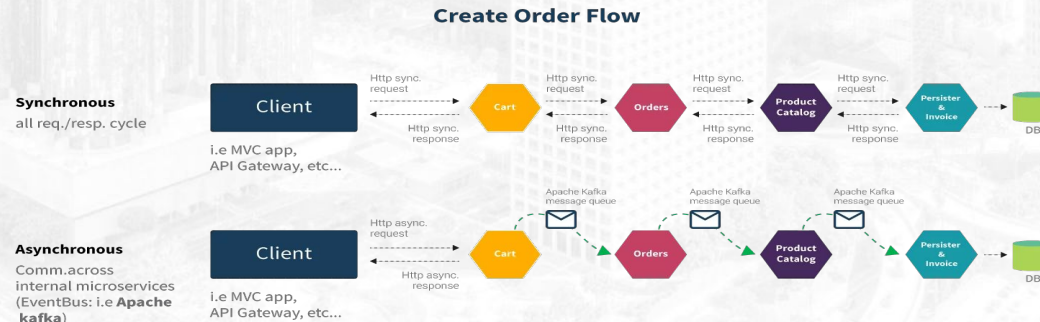 Create Order Flow
Synchronous
all req./resp. cycle
Client
i.e MVC app,
API Gateway, etc...
Http sync.
request
Http sync.
response
Cart
Http sync.
request
Http sync.
response
Orders
Http sync.
request
Http sync.
response
Product
Catalog
Http sync.
request
Http sync.
response
Persister
&
Invoice
DB
Asynchronous
Comm.across
internal microservices
(EventBus: i.e Apache
kafka)
Client
i.e MVC app,
API Gateway, etc...
Http async.
request
Http async.
response
Cart
Apache Kafka
message queue
Orders
Apache Kafka
message queue
Product
Catalog
Apache Kafka
message queue
Persister
&
Invoice
DB